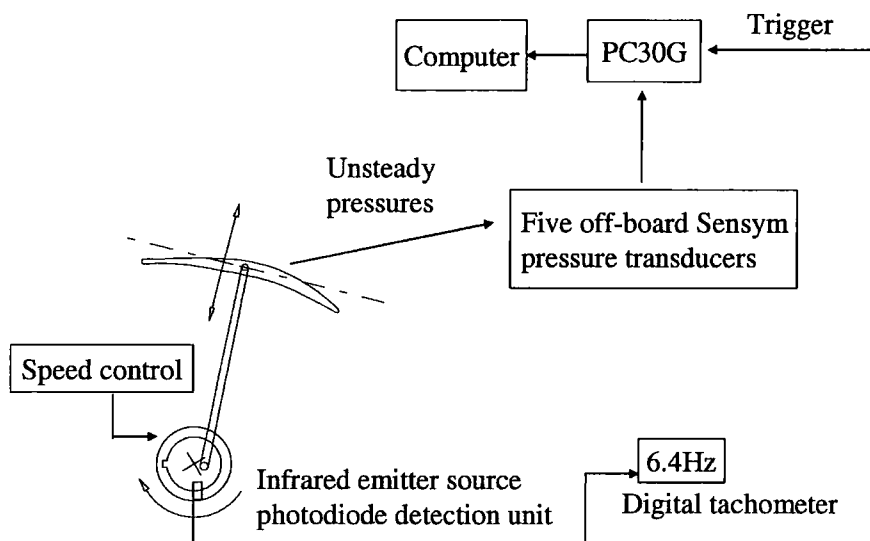 Trigger
Computer
PC30G
Unsteady
pressures
Five off-board Sensym
pressure transducers
Speed control
Infrared emitter source
photodiode detection unit
6.4Hz
Digital tachometer